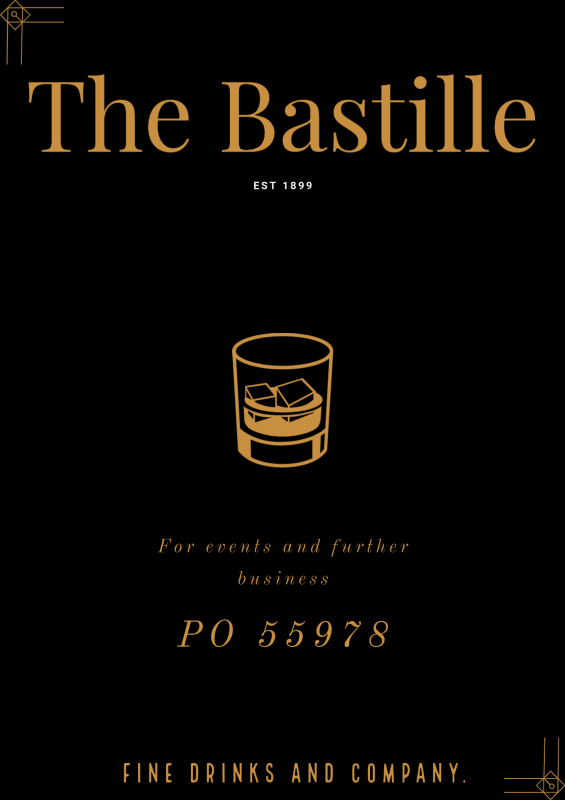 The Bastille
EST 1899
For events and further
business
PO 55978
FINE DRINKS AND COMPANY.